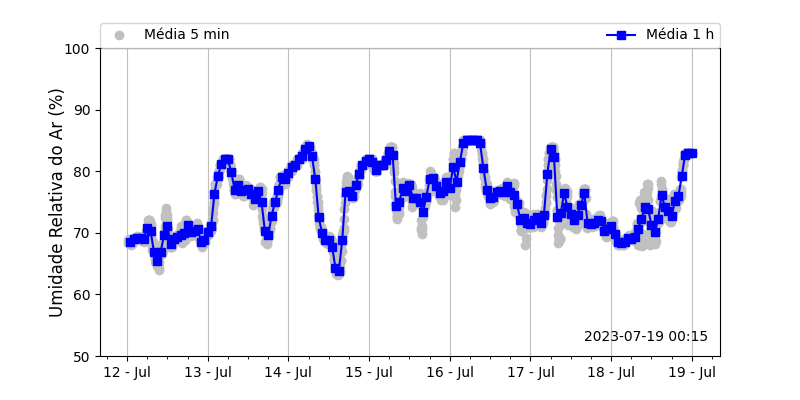 Média 5 min
Média 1 h
Umidade Relativa do Ar (%)
100
90
80
70
60
50
2023-07-19 00:15
12 - Jul
13 - Jul
14 - Jul
15 - Jul
16 - Jul
17 - Jul
18 - Jul
19 - Jul